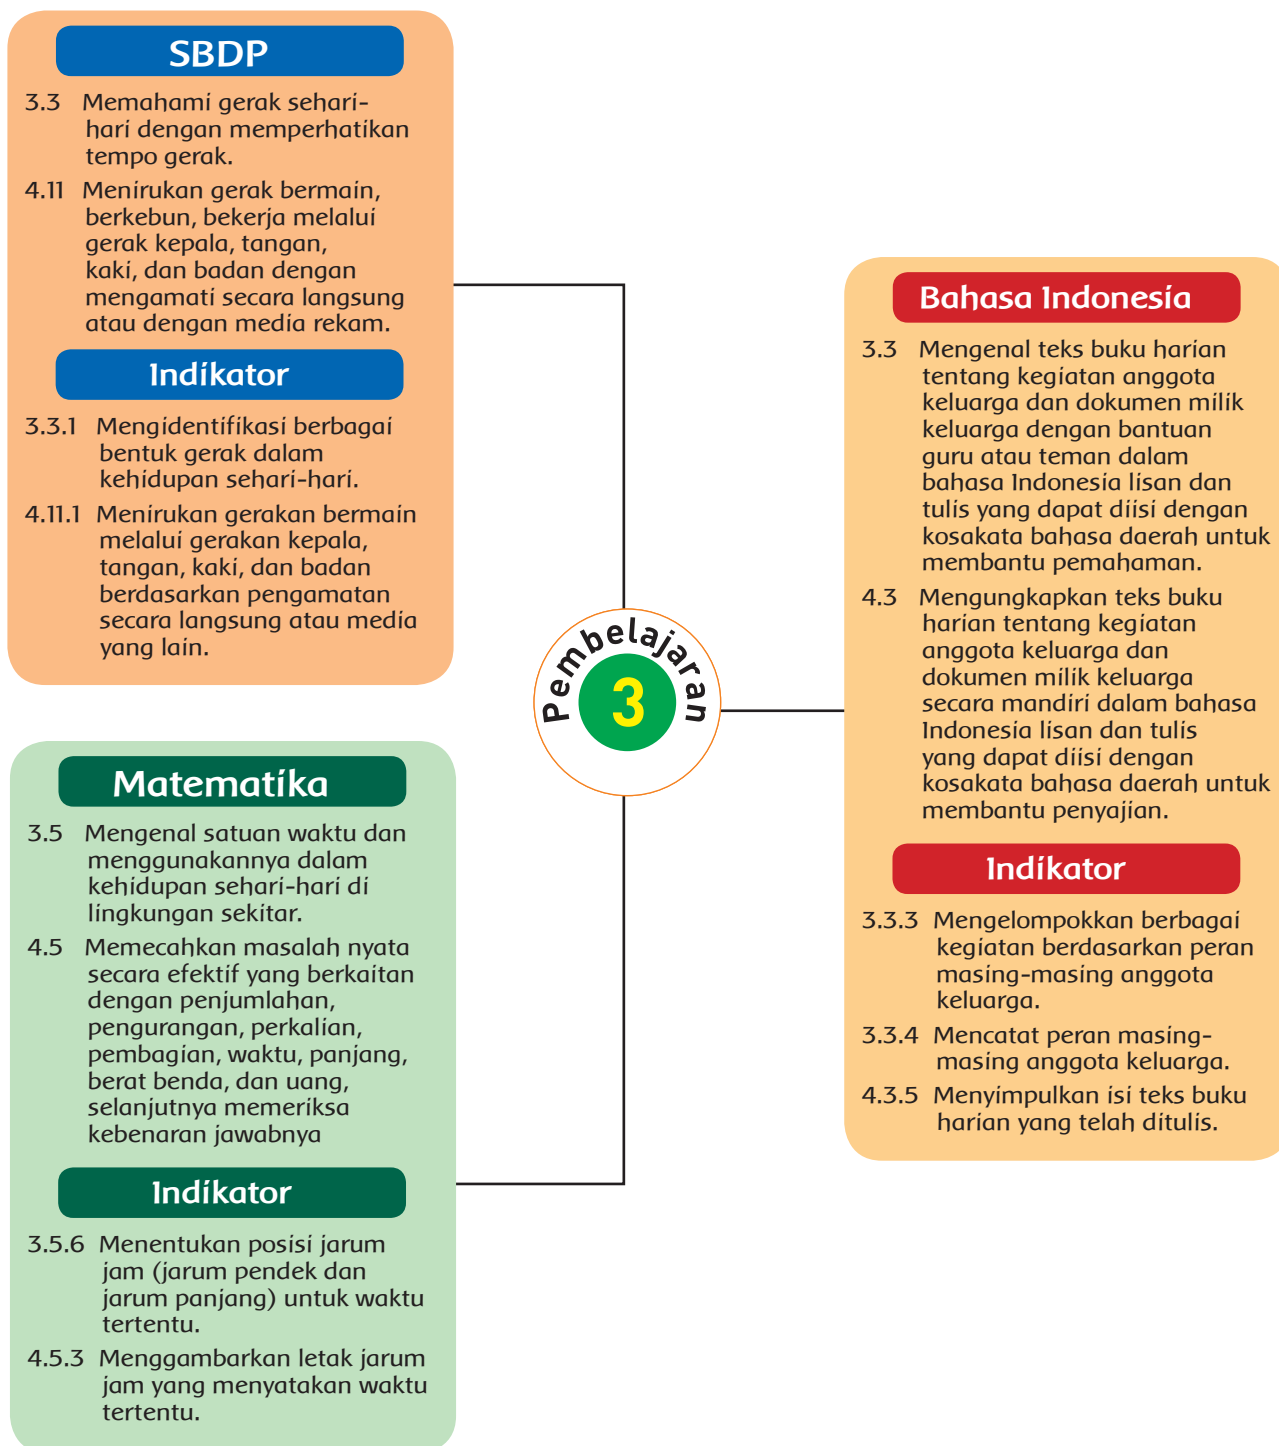 SBDP
3.3 Memahami gerak sehari-
hari dengan memperhatikan
tempo gerak.
4.11 Menirukan gerak bermain,
berkebun, bekerja melalui
gerak kepala, tangan,
kaki, dan badan dengan
mengamati secara langsung
atau dengan media rekam.
Indikator
3.3.1 Mengidentifikasi berbagai
bentuk gerak dalam
kehidupan sehari-hari.
4.11.1 Menirukan gerakan bermain
melalui gerakan kepala,
tangan, kaki, dan badan
berdasarkan pengamatan
secara langsung atau media
yang lain.
Pembelajaran
3
Matematika
3.5 Mengenal satuan waktu dan
menggunakannya dalam
kehidupan sehari-hari di
lingkungan sekitar.
4.5 Memecahkan masalah nyata
secara efektif yang berkaitan
dengan penjumlahan,
pengurangan, perkalian,
pembagian, waktu, panjang,
berat benda, dan uang,
selanjutnya memeriksa
kebenaran jawabnya
Indikator
3.5.6 Menentukan posisi jarum
jam (jarum pendek dan
jarum panjang) untuk waktu
tertentu.
4.5.3 Menggambarkan letak jarum
jam yang menyatakan waktu
tertentu.
Bahasa Indonesia
3.3 Mengenal teks buku harian
tentang kegiatan anggota
keluarga dan dokumen milik
keluarga dengan bantuan
guru atau teman dalam
bahasa Indonesia lisan dan
tulis yang dapat diisi dengan
kosakata bahasa daerah untuk
membantu pemahaman.
4.3 Mengungkapkan teks buku
harian tentang kegiatan
anggota keluarga dan
dokumen milik keluarga
secara mandiri dalam bahasa
Indonesia lisan dan tulis
yang dapat diisi dengan
kosakata bahasa daerah untuk
membantu penyajian.
Indikator
3.3.3 Mengelompokkan berbagai
kegiatan berdasarkan peran
masing-masing anggota
keluarga.
3.3.4 Mencatat peran masing-
masing anggota keluarga.
4.3.5 Menyimpulkan isi teks buku
harian yang telah ditulis.